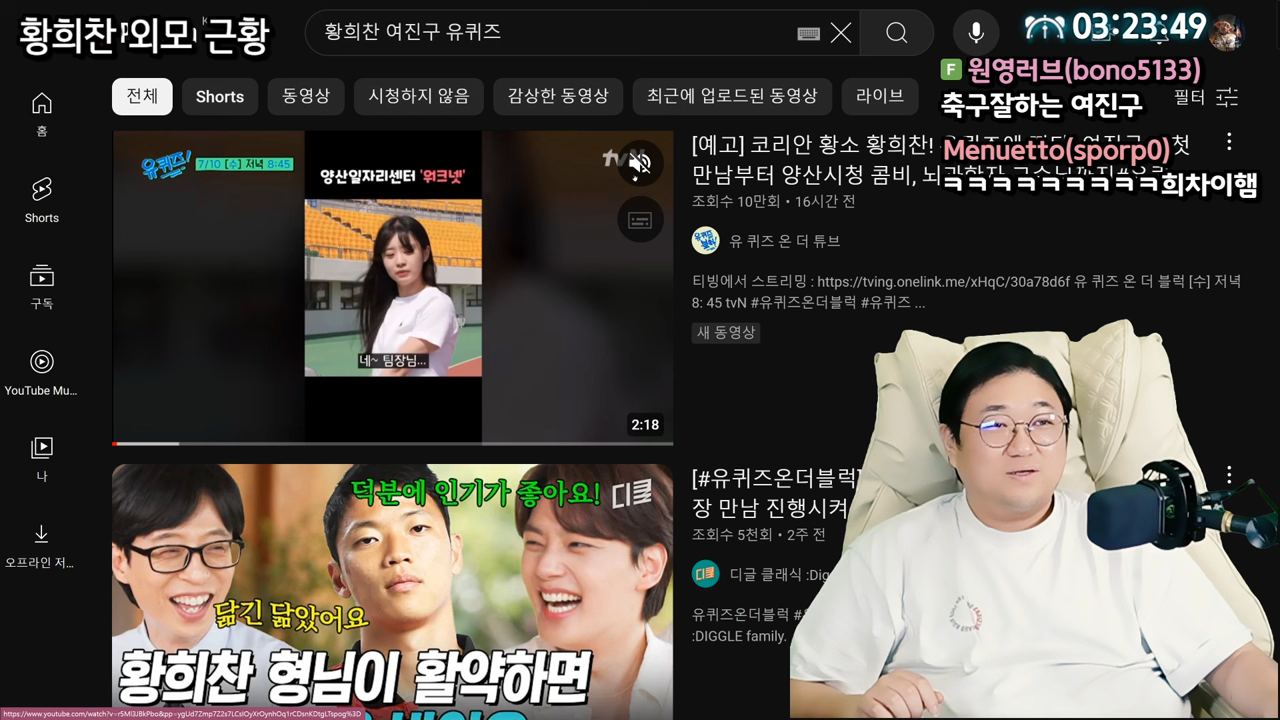 황희찬 외모 근황
황희찬 여진구 유퀴즈
03:23:49
전체
Shorts
동영상
시청하지 않음
감상한 동영상
최근에 업로드된 동영상
라이브
필터
F 원영러브(bono5133)
축구잘하는 여진구
Menuetto(sporp0)
ㅋㅋㅋㅋㅋㅋㅋㅋㅋ희차이햄
홈
Shorts
구독
YouTube Mu...
나
오프라인 저...
유퀴즈!
7/10 [수] 저녁 8:45
tvN
양산일자리센터 '워크넷'
네~ 팀장님...
2:18
[예고] 코리안 황소 황희찬! 첫
만남부터 양산시청 콤비, 뇌
조회수 10만회 • 16시간 전
유 퀴즈 온 더 튜브
티빙에서 스트리밍 : https://tving.onelink.me/xHqC/30a78d6f 유 퀴즈 온 더 블럭 [수] 저녁
8: 45 tvN #유퀴즈온더블럭 #유퀴즈 ...
새 동영상
덕분에 인기가 좋아요!
디글
닮긴 닮았어요
황희찬 형님이 활약하면
[#유퀴즈온더블럭]
장 만남 진행시켜
조회수 5천회 • 2주 전
디글 클래식 :Dig
유퀴즈온더블럭
:DIGGLE family.